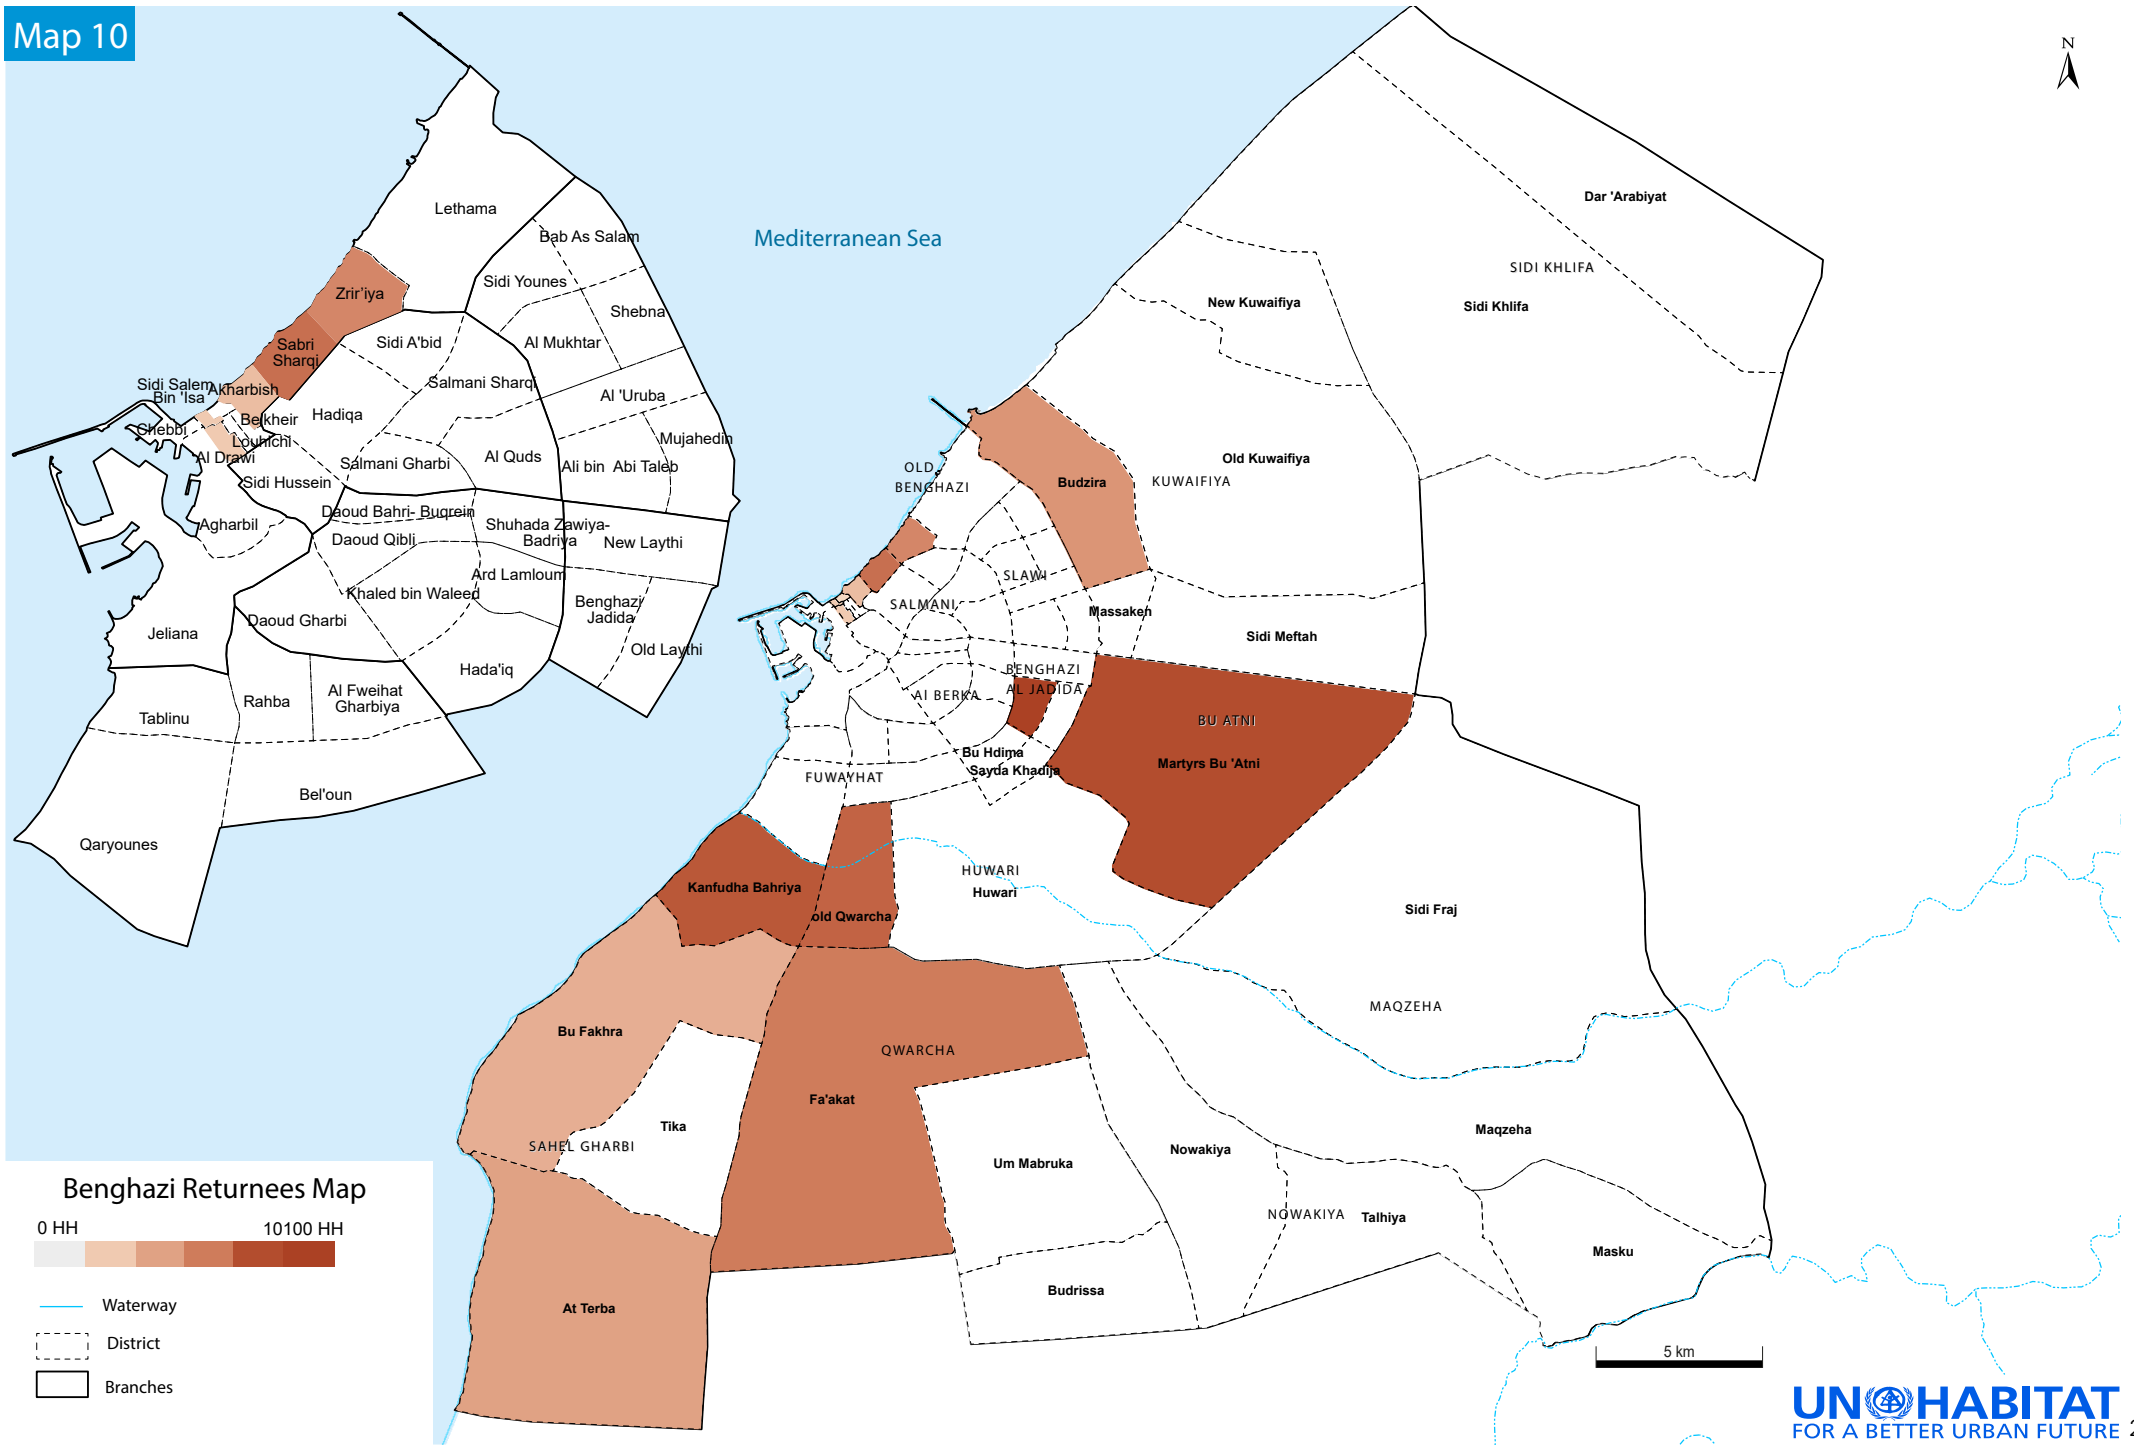 Map 10
N
Mediterranean Sea
Lethama
Bab As Salam
Sidi Younes
Shebna
Al Mukhtar
Zrir'iya
Sabri
Sharqi
Sidi A'bid
Salmani Sharqi
Al 'Uruba
Sidi Salem
Bin 'Isa
Akharbish
Belkheir
Hadiqa
Chebbi
Louhichi
Al Drawi
Mujahedin
Salmani Gharbi
Al Quds
Ali bin Abi Taleb
Sidi Hussein
Agharbil
Daoud Bahri- Buqrein
Daoud Qibli
Shuhada Zawiya-
Badriya
New Laythi
Ard Lamloum
Khaled bin Waleed
Benghazi
Jadida
Daoud Gharbi
Jeliana
Old Laythi
Hada'iq
Rahba
Al Fweihat
Gharbiya
Tablinu
Bel'oun
Qaryounes
Dar 'Arabiyat
SIDI KHLIFA
Sidi Khlifa
New Kuwaifiya
Old Kuwaifiya
KUWAIFIYA
Budzira
OLD
BENGHAZI
SLAWI
SALMANI
Massaken
Sidi Meftah
BENGHAZI
AL JADIDA
Al BERKA
BU ATNI
Martyrs Bu 'Atni
Bu Hdima
Sayda Khadija
FUWAYHAT
HUWARI
Huwari
Kanfudha Bahriya
old Qwarcha
Sidi Fraj
MAQZEHA
Bu Fakhra
QWARCHA
Fa'akat
Tika
SAHEL GHARBI
Um Mabruka
Nowakiya
Maqzeha
NOWAKIYA
Talhiya
Masku
Budrissa
At Terba
Benghazi Returnees Map
0 HH
10100 HH
Waterway
District
Branches
5 km
UN HABITAT
FOR A BETTER URBAN FUTURE